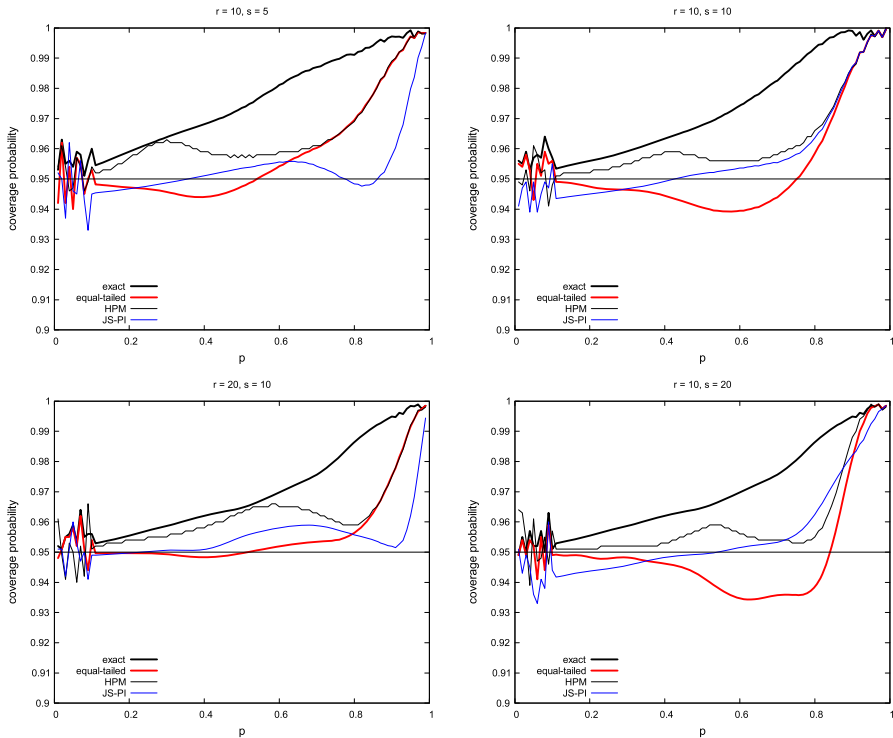 r = 10, s = 5
coverage probability
1
0.99
0.98
0.97
0.96
0.95
0.94
0.93
0.92
0.91
0.9
exact
equal-tailed
HPM
JS-PI
0
0.2
0.4
0.6
0.8
1
p
r = 10, s = 10
coverage probability
1
0.99
0.98
0.97
0.96
0.95
0.94
0.93
0.92
0.91
0.9
exact
equal-tailed
HPM
JS-PI
0
0.2
0.4
0.6
0.8
1
p
r = 20, s = 10
coverage probability
1
0.99
0.98
0.97
0.96
0.95
0.94
0.93
0.92
0.91
0.9
exact
equal-tailed
HPM
JS-PI
0
0.2
0.4
0.6
0.8
1
p
r = 10, s = 20
coverage probability
1
0.99
0.98
0.97
0.96
0.95
0.94
0.93
0.92
0.91
0.9
exact
equal-tailed
HPM
JS-PI
0
0.2
0.4
0.6
0.8
1
p